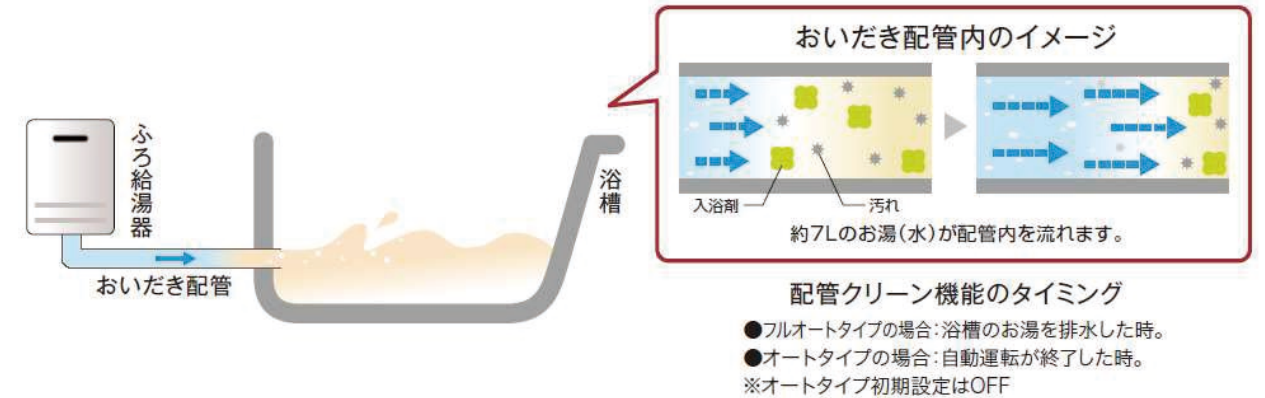 ふろ給湯器
おいだき配管
浴槽
おいだき配管内のイメージ
入浴剤
汚れ
約7Lのお湯(水)が配管内を流れます。
配管クリーン機能のタイミング
●フルオートタイプの場合:浴槽のお湯を排水した時。
●オートタイプの場合:自動運転が終了した時。
※オートタイプ初期設定はOFF